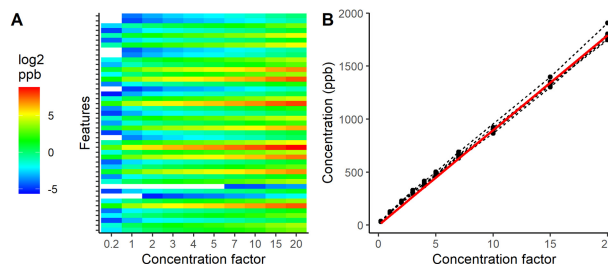 A
B
log2
ppb
5
0
-5
Features
0.2 1 2 3 4 5 7 10 15 20
Concentration factor
Concentration (ppb)
2000
1500
1000
500
0
0 5 10 15
Concentration factor